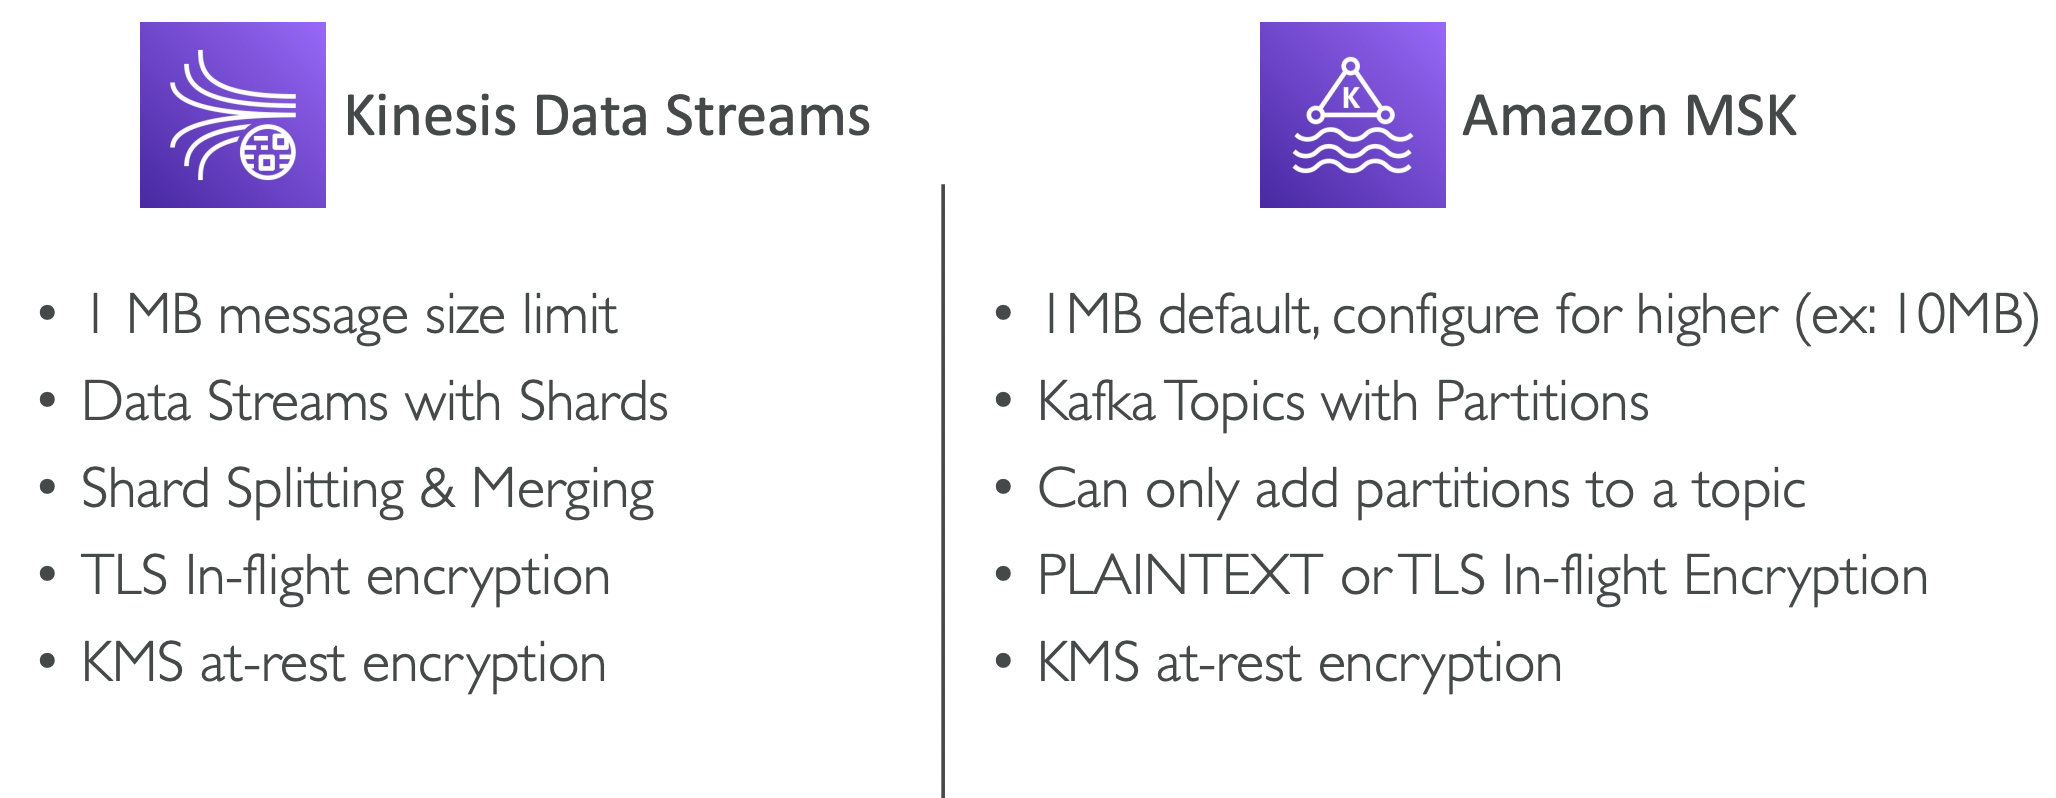 Kinesis Data Streams
• 1 MB message size limit
• Data Streams with Shards
• Shard Splitting & Merging
• TLS In-flight encryption
• KMS at-rest encryption
K
Amazon MSK
• 1MB default, configure for higher (ex: 10MB)
• Kafka Topics with Partitions
• Can only add partitions to a topic
• PLAINTEXT or TLS In-flight Encryption
• KMS at-rest encryption